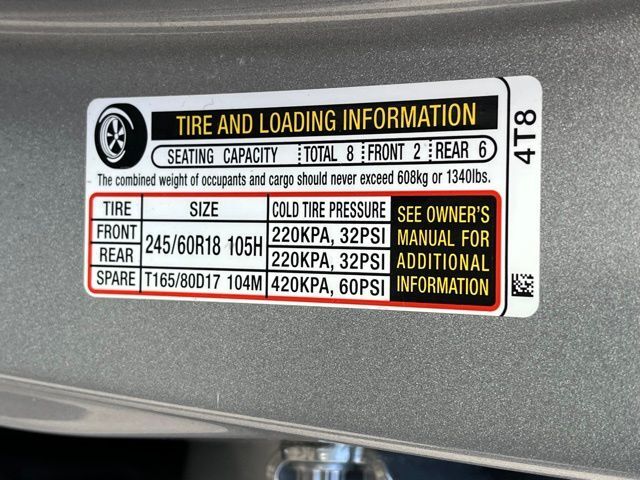 TIRE AND LOADING INFORMATION
SEATING CAPACITY TOTAL 8 FRONT 2 REAR 6
The combined weight of occupants and cargo should never exceed 608kg or 1340lbs.
TIRE SIZE COLD TIRE PRESSURE
FRONT 245/60R18 105H 220KPA, 32PSI
REAR 220KPA, 32PSI
SPARE T165/80D17 104M 420KPA, 60PSI
SEE OWNER'S
MANUAL FOR
ADDITIONAL
INFORMATION
4T8